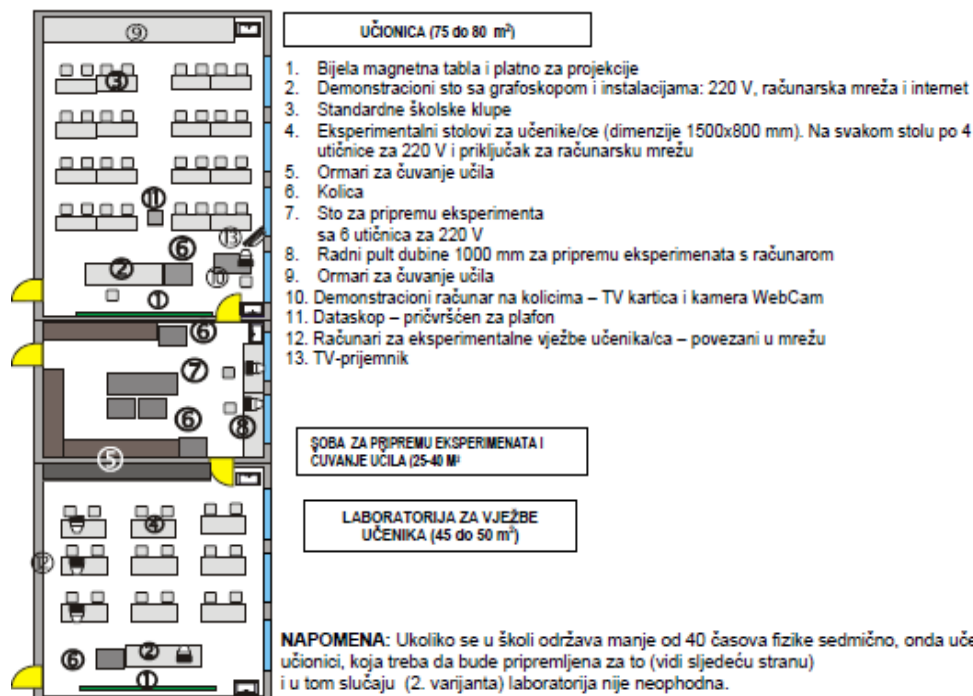 UČIONICA (75 do 80 m²)
1. Bijela magnetna tabla i platno za projekcije
2. Demonstracioni sto sa grafoskopom i instalacijama: 220 V, računarska mreža i internet
3. Standardne školske klupe
4. Eksperimentalni stolovi za učenike/ce (dimenzije 1500x800 mm). Na svakom stolu po 4
utičnice za 220 V i priključak za računarsku mrežu
5. Ormari za čuvanje učila
6. Kolica
7. Sto za pripremu eksperimenta
sa 6 utičnica za 220 V
8. Radni pult dubine 1000 mm za pripremu eksperimenata s računarom
9. Ormari za čuvanje učila
10. Demonstracioni računar na kolicima – TV kartica i kamera WebCam
11. Dataskop – pričvršćen za plafon
12. Računari za eksperimentalne vježbe učenika/ca – povezani u mrežu
13. TV-prijemnik
SOBA ZA PRIPREMU EKSPERIMENATA I
ČUVANJE UČILA (25-40 M²
LABORATORIJA ZA VJEŽBE
UČENIKA (45 do 50 m²)
NAPOMENA: Ukoliko se u školi održava manje od 40 časova fizike sedmično, onda uče
učionici, koja treba da bude pripremljena za to (vidi sljedeću stranu)
i u tom slučaju (2. varijanta) laboratorija nije neophodna.
⑨
③
⑪
⑥
⑬
②
⑩
①
⑥
⑦
⑥
⑧
⑤
④
⑫
⑥
②
①